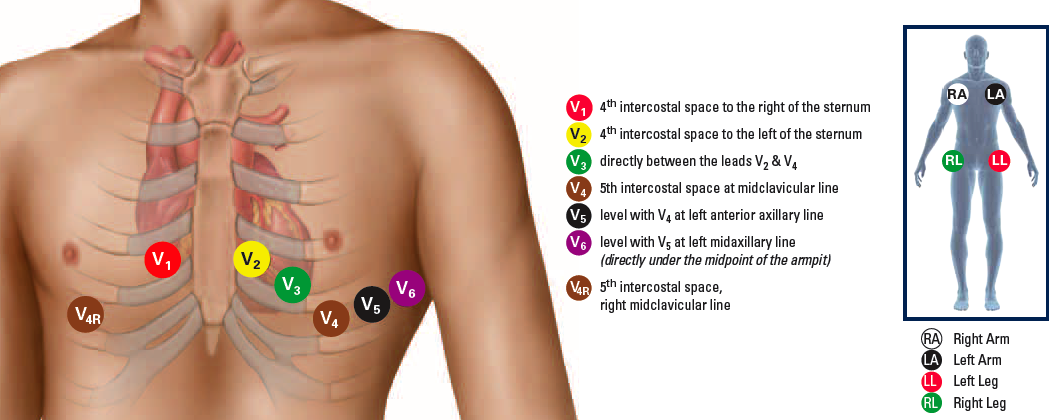 V1
V2
V3
V4
V5
V6
V4R
V1 4th intercostal space to the right of the sternum
V2 4th intercostal space to the left of the sternum
V3 directly between the leads V2 & V4
V4 5th intercostal space at midclavicular line
V5 level with V4 at left anterior axillary line
V6 level with V5 at left midaxillary line
(directly under the midpoint of the armpit)
V4R 5th intercostal space,
right midclavicular line
RA LA
RL LL
RA Right Arm
LA Left Arm
LL Left Leg
RL Right Leg